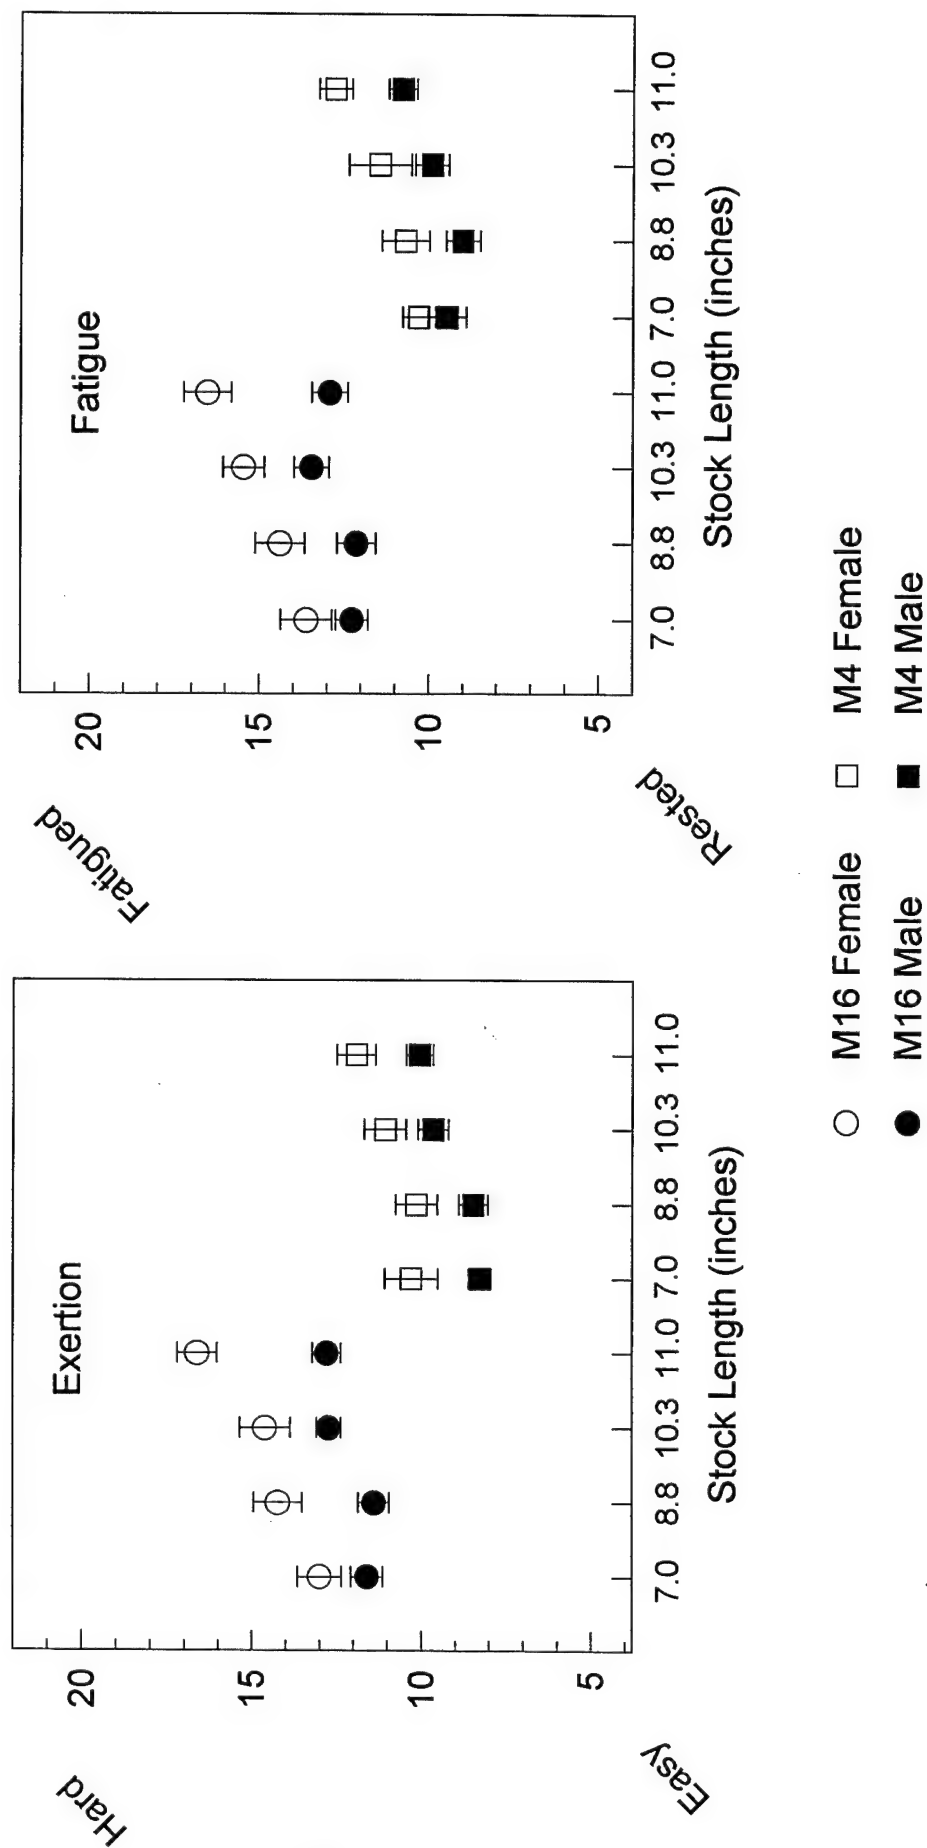 Exertion
Hard
20
15
10
5
Easy
7.0 8.8 10.3 11.0 7.0 8.8 10.3 11.0
Stock Length (inches)
Fatigue
Fatigued
20
15
10
5
Rested
7.0 8.8 10.3 11.0 7.0 8.8 10.3 11.0
Stock Length (inches)
M16 Female M4 Female
M16 Male M4 Male